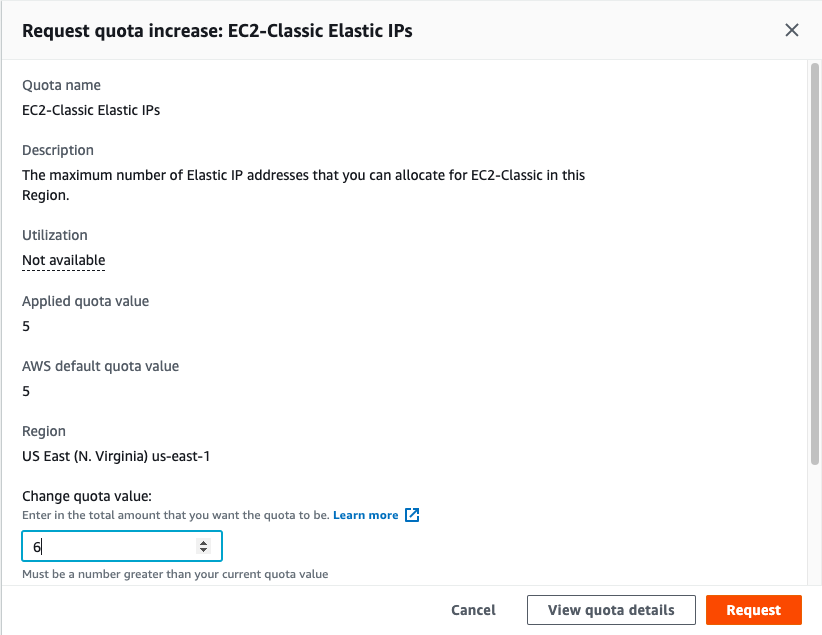 Request quota increase: EC2-Classic Elastic IPs
Quota name
EC2-Classic Elastic IPs
Description
The maximum number of Elastic IP addresses that you can allocate for EC2-Classic in this
Region.
Utilization
Not available
Applied quota value
5
AWS default quota value
5
Region
US East (N. Virginia) us-east-1
Change quota value:
Enter in the total amount that you want the quota to be. Learn more
6
Must be a number greater than your current quota value
Cancel View quota details Request